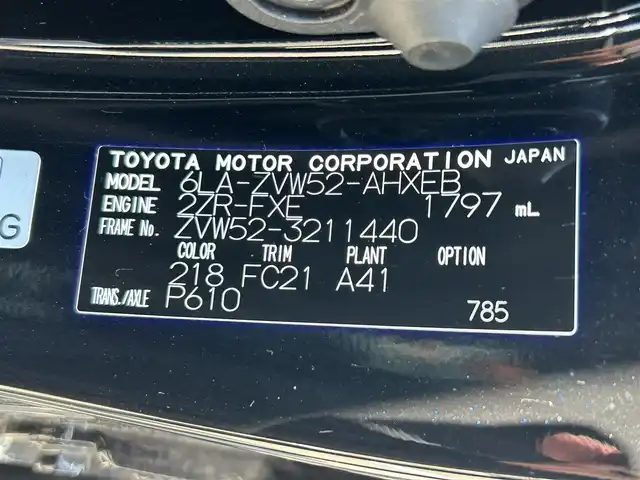 TOYOTA MOTOR CORPORATION JAPAN
MODEL 6LA-ZVW52-AHXEB
ENGINE 2ZR-FXE 1797 mL
FRAME No. ZVW52-3211440
COLOR TRIM PLANT OPTION
218 FC21 A41
TRANS./AXLE P610 785
G